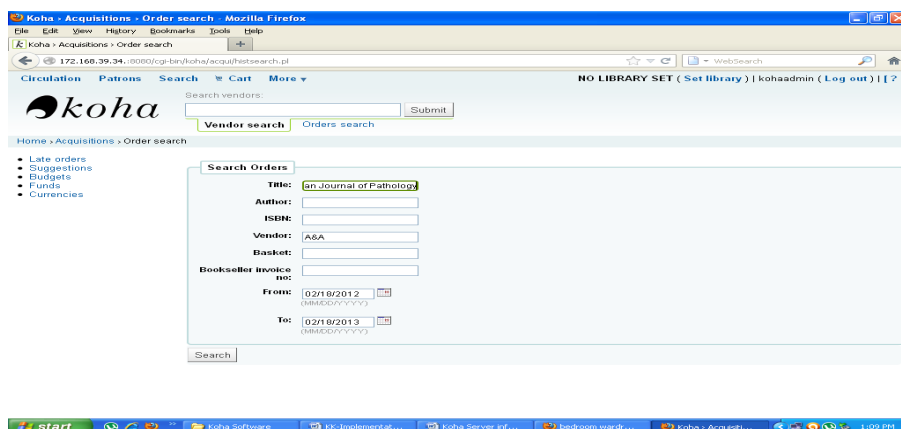 Koha › Acquisitions › Order search - Mozilla Firefox
File Edit View History Bookmarks Tools Help
Koha › Acquisitions › Order search
172.168.39.34.:8080/cgi-bin/koha/acqui/histsearch.pl
WebSearch
Circulation Patrons Search Cart More
NO LIBRARY SET ( Set library ) | kohaadmin ( Log out ) | [ ?
koha
Search vendors:
Submit
Vendor search Orders search
Home › Acquisitions › Order search
Late orders
Suggestions
Budgets
Funds
Currencies
Search Orders
Title: an Journal of Pathology
Author:
ISBN:
Vendor: A&A
Basket:
Bookseller invoice
no:
From: 02/18/2012
(MM/DD/YYYY)
To: 02/18/2013
(MM/DD/YYYY)
Search
start Koha Software KK-Implementat... Koha Server inf... bedroom wardr... Koha › Acquisiti... 1:09 PM